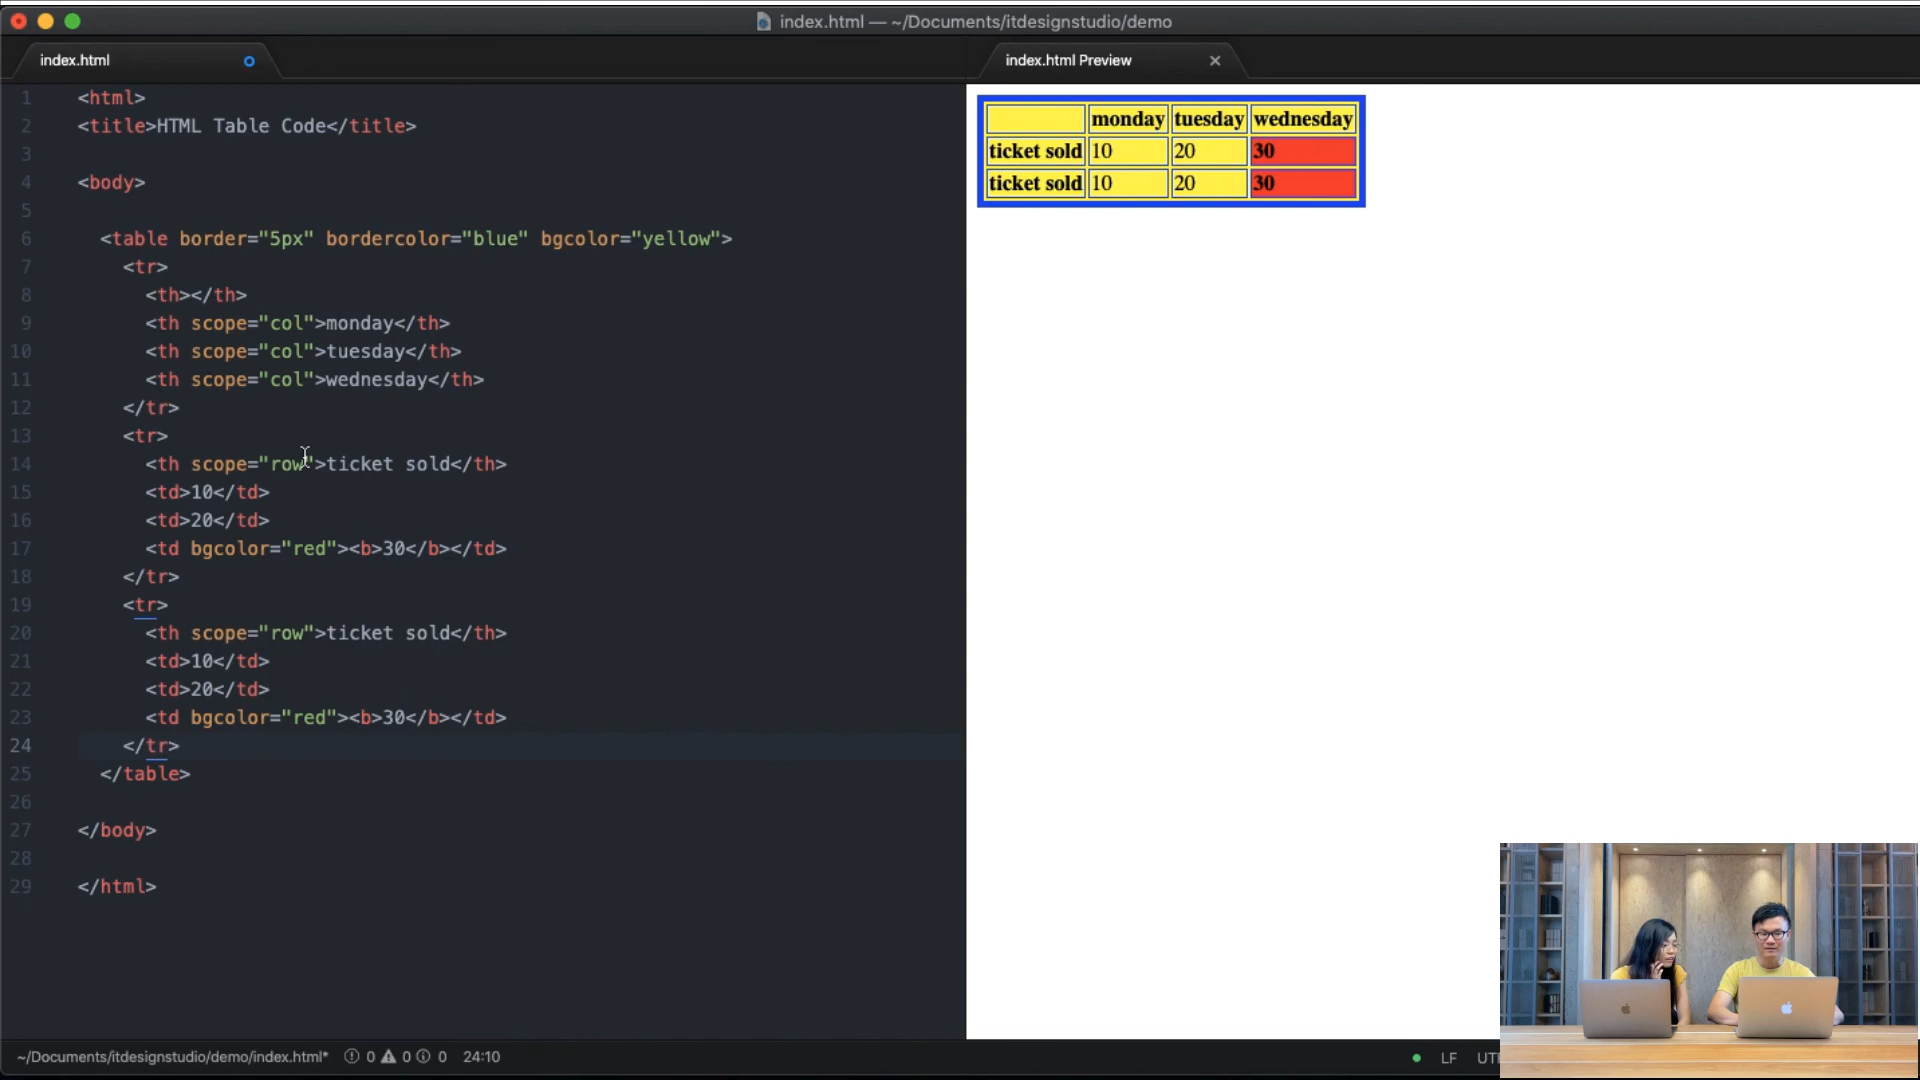 index.html — ~/Documents/itdesignstudio/demo
index.html
index.html Preview
1 <html>
2 <title>HTML Table Code</title>
3
4 <body>
5
6 <table border="5px" bordercolor="blue" bgcolor="yellow">
7 <tr>
8 <th></th>
9 <th scope="col">monday</th>
10 <th scope="col">tuesday</th>
11 <th scope="col">wednesday</th>
12 </tr>
13 <tr>
14 <th scope="row">ticket sold</th>
15 <td>10</td>
16 <td>20</td>
17 <td bgcolor="red"><b>30</b></td>
18 </tr>
19 <tr>
20 <th scope="row">ticket sold</th>
21 <td>10</td>
22 <td>20</td>
23 <td bgcolor="red"><b>30</b></td>
24 </tr>
25 </table>
26
27 </body>
28
29 </html>
monday tuesday wednesday
ticket sold 10 20 30
ticket sold 10 20 30
~/Documents/itdesignstudio/demo/index.html* 0 0 0 24:10
LF